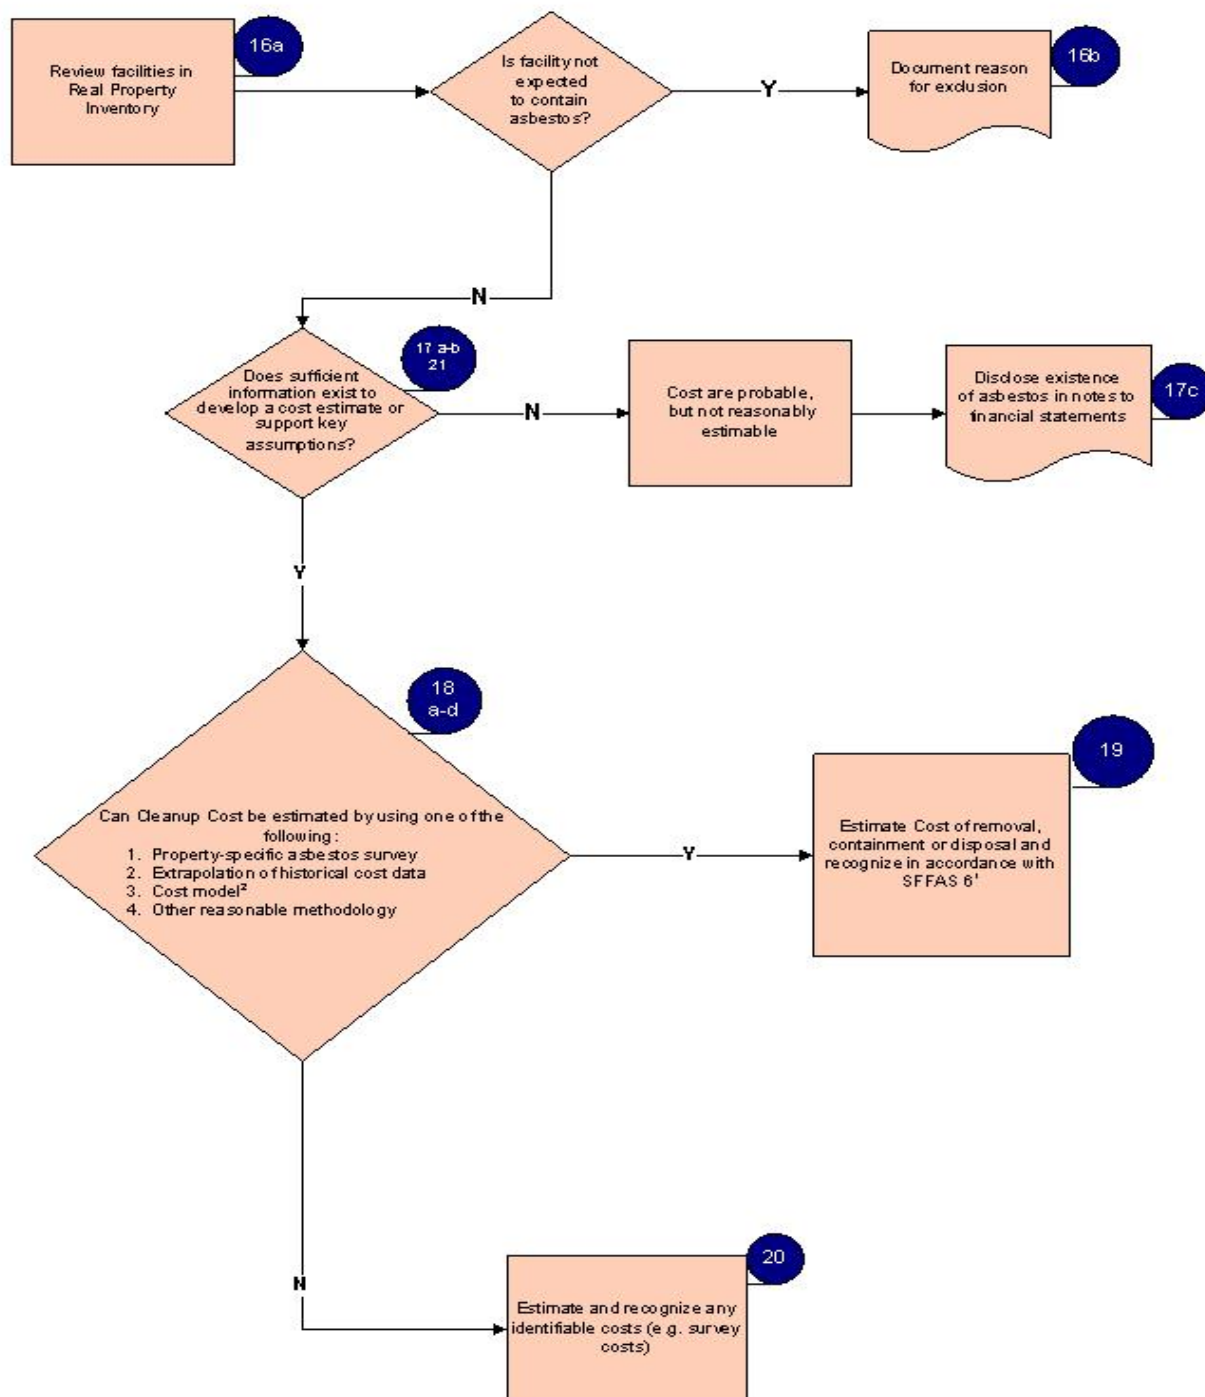 16a
Review facilities in
Real Property
Inventory
Is facility not
expected
to contain
asbestos?
Y
16b
Document reason
for exclusion
N
17 a-b
21
Does sufficient
information exist to
develop a cost estimate or
support key
assumptions?
N
Cost are probable,
but not reasonably
estimable
17c
Disclose existence
of asbestos in notes to
financial statements
Y
18
a-d
Can Cleanup Cost be estimated by using one of the
following:
1. Property-specific asbestos survey
2. Extrapolation of historical cost data
3. Cost model²
4. Other reasonable methodology
Y
19
Estimate Cost of removal,
containment or disposal and
recognize in accordance with
SFFAS 6¹
N
20
Estimate and recognize any
identifiable costs (e.g. survey
costs)